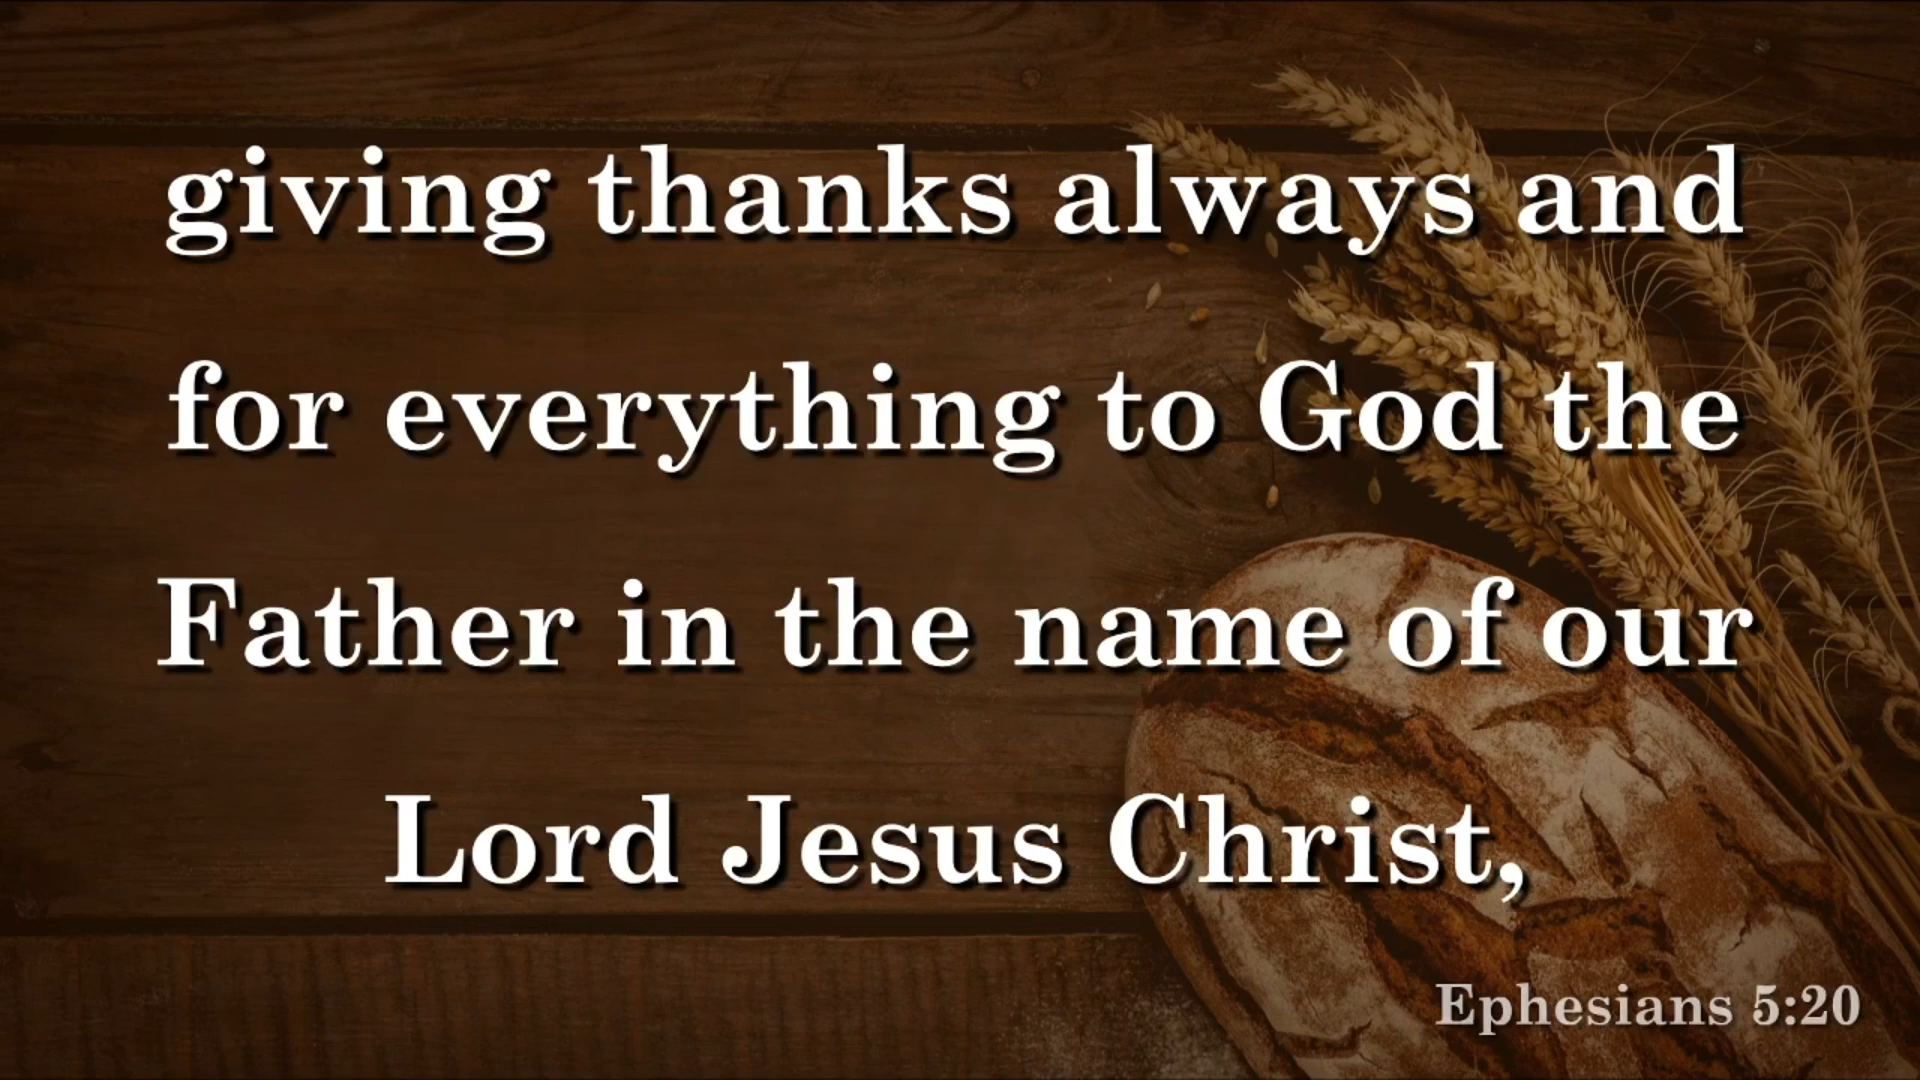 giving thanks always and
for everything to God the
Father in the name of our
Lord Jesus Christ,
Ephesians 5:20